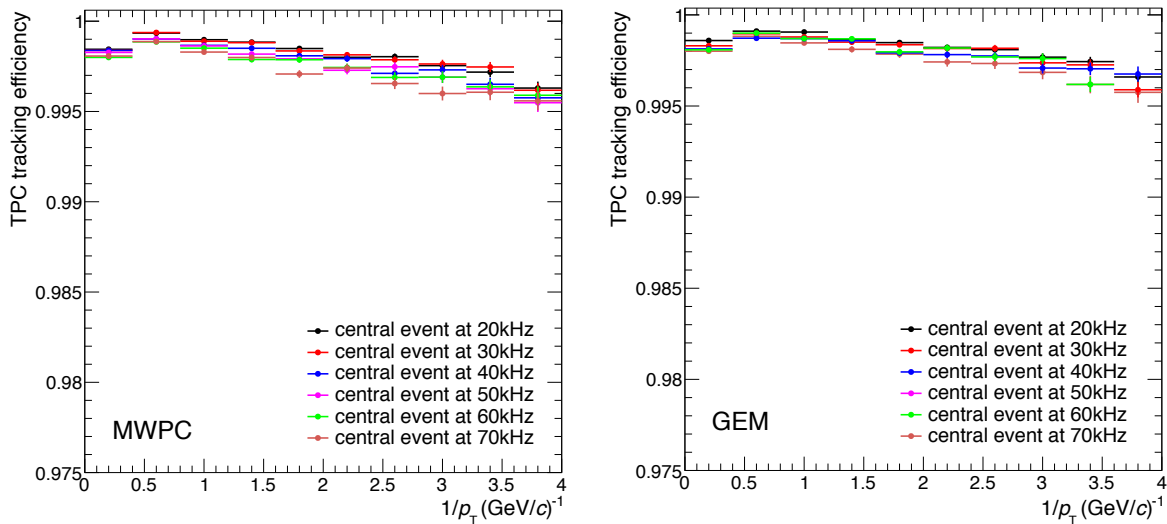 TPC tracking efficiency
1
0.995
0.99
0.985
0.98
0.975
central event at 20kHz
central event at 30kHz
central event at 40kHz
central event at 50kHz
central event at 60kHz
central event at 70kHz
MWPC
0 0.5 1 1.5 2 2.5 3 3.5 4
1/p_T (GeV/c)^-1
TPC tracking efficiency
1
0.995
0.99
0.985
0.98
0.975
central event at 20kHz
central event at 30kHz
central event at 40kHz
central event at 50kHz
central event at 60kHz
central event at 70kHz
GEM
0 0.5 1 1.5 2 2.5 3 3.5 4
1/p_T (GeV/c)^-1